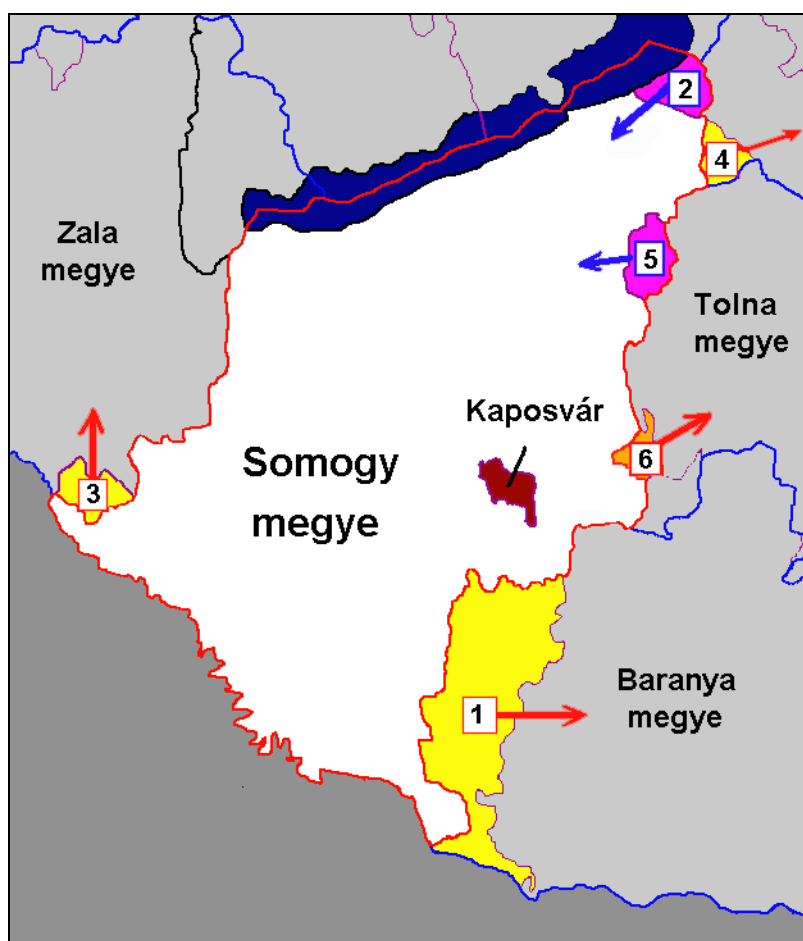 2
4
Zala
megye
5
Tolna
megye
Kaposvár
Somogy
megye
6
3
Baranya
megye
1